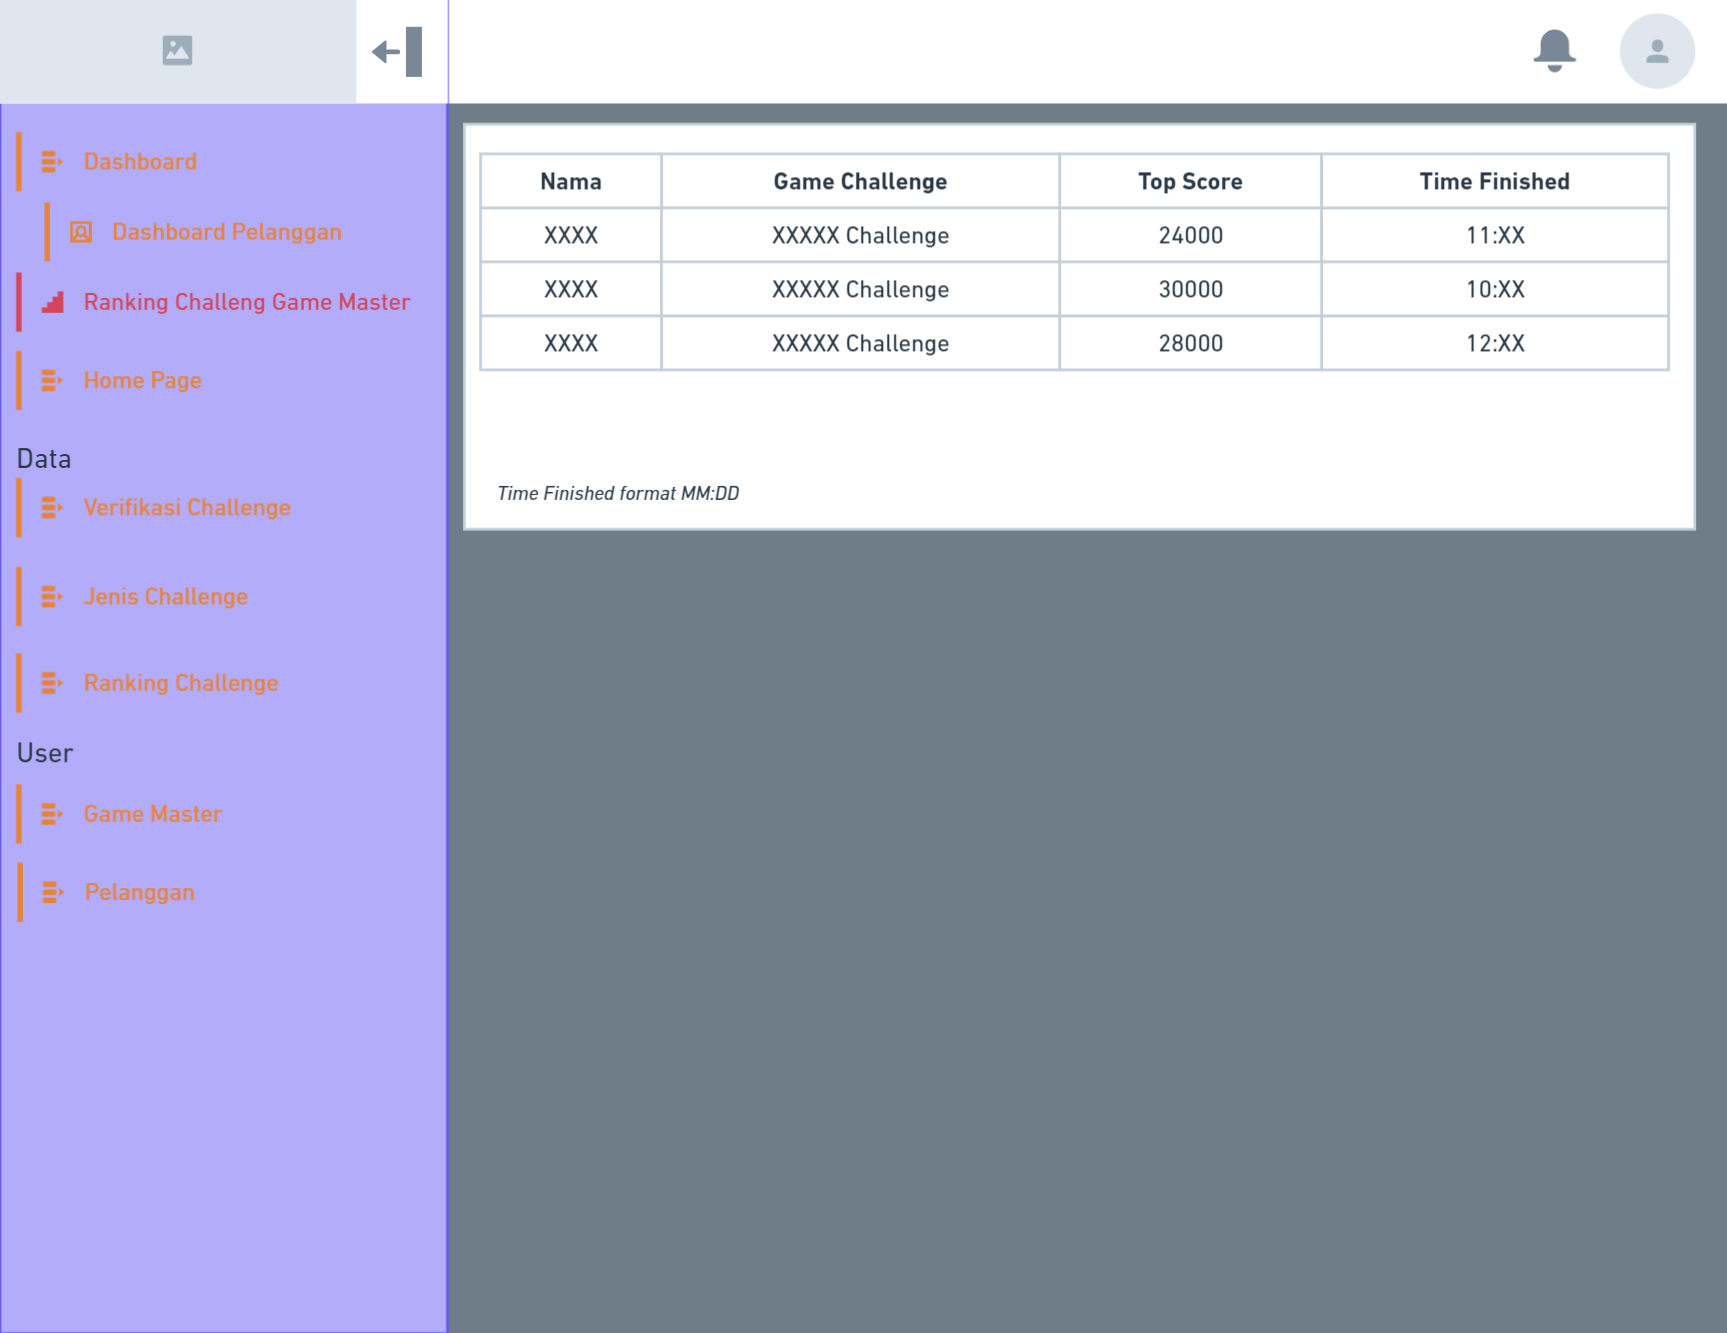 Dashboard
Dashboard Pelanggan
Ranking Challeng Game Master
Home Page
Data
Verifikasi Challenge
Jenis Challenge
Ranking Challenge
User
Game Master
Pelanggan
Nama Game Challenge Top Score Time Finished
XXXX XXXXX Challenge 24000 11:XX
XXXX XXXXX Challenge 30000 10:XX
XXXX XXXXX Challenge 28000 12:XX
Time Finished format MM:DD